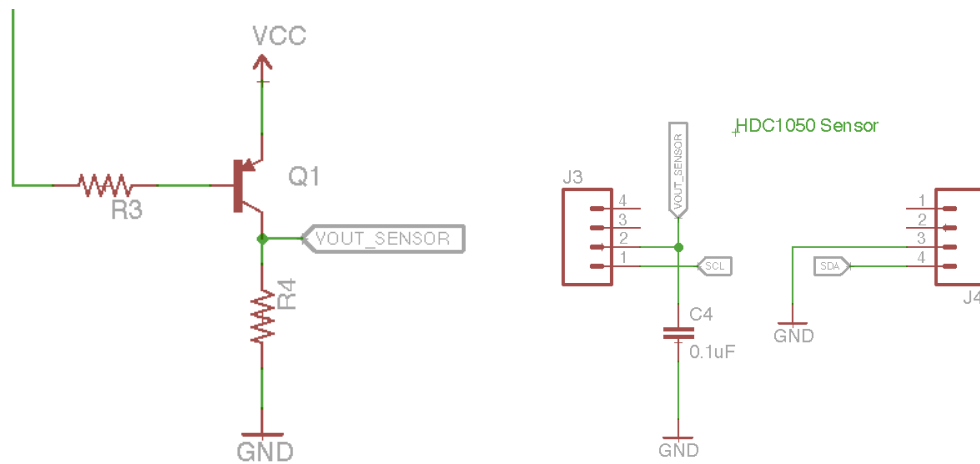 VCC
Q1
R3
VOUT_SENSOR
R4
GND
HDC1050 Sensor
VOUT_SENSOR
J3
4
3
2
1
SCL
C4
0.1uF
GND
1
2
3
4
SDA
J4
GND